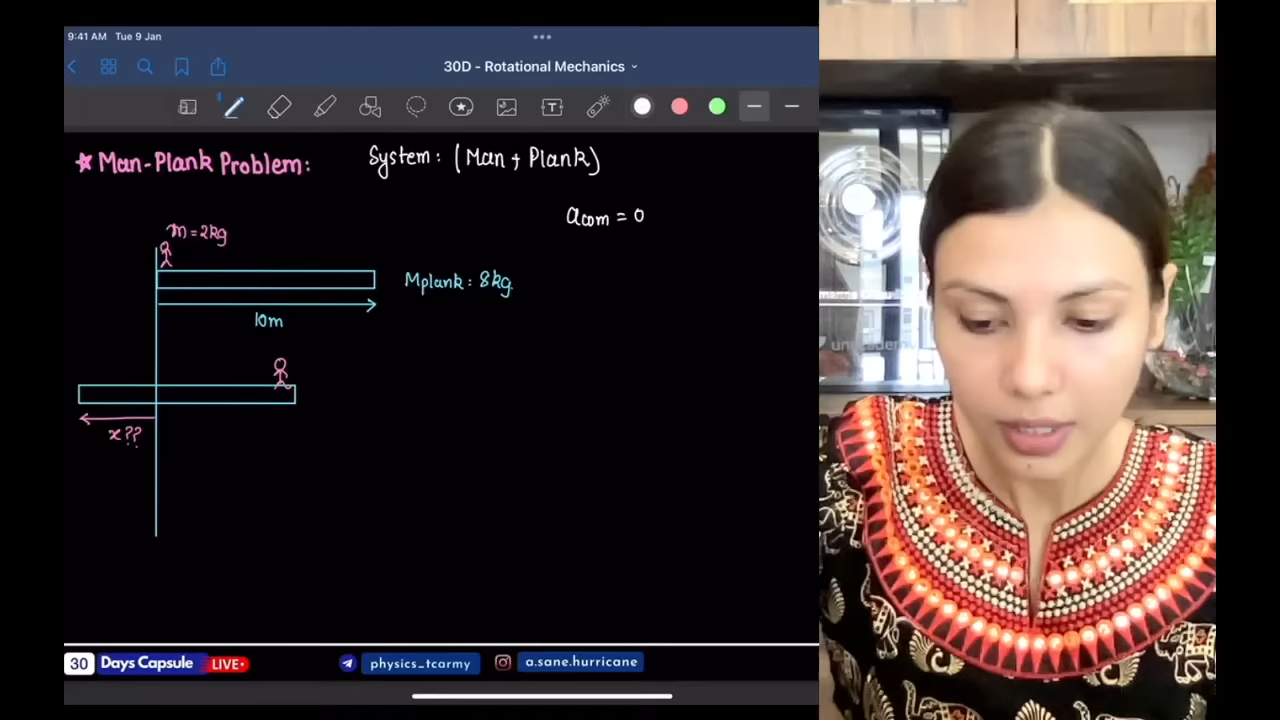 9:41 AM Tue 9 Jan
30D - Rotational Mechanics
★ Man-Plank Problem:
System: (Man + Plank)
acom = 0
m = 2kg
Mplank: 8kg.
10m
x??
30 Days Capsule LIVE
physics_tcarmy
a.sane.hurricane